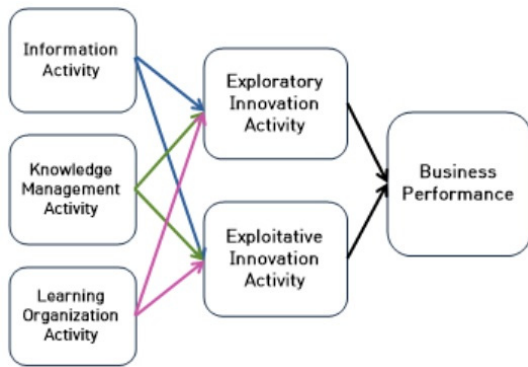 Information
Activity
Knowledge
Management
Activity
Learning
Organization
Activity
Exploratory
Innovation
Activity
Exploitative
Innovation
Activity
Business
Performance